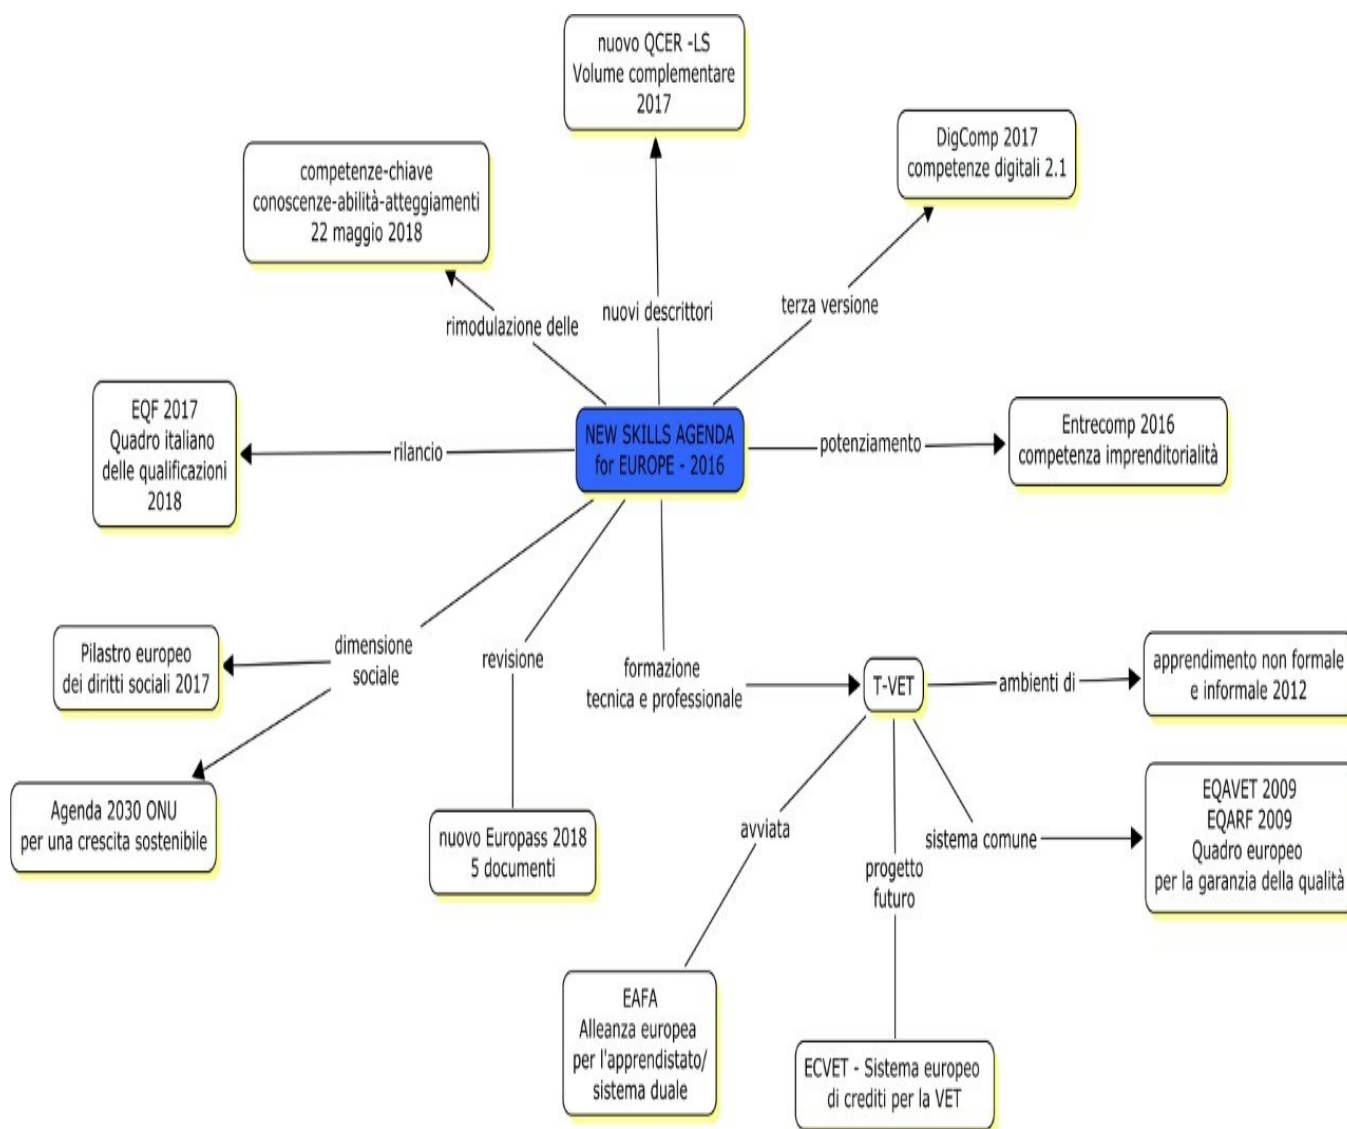 nuovo QCER -LS
Volume complementare
2017
DigComp 2017
competenze digitali 2.1
competenze-chiave
conoscenze-abilità-atteggiamenti
22 maggio 2018
nuovi descrittori
terza versione
rimodulazione delle
EQF 2017
Quadro italiano
delle qualificazioni
2018
rilancio
NEW SKILLS AGENDA
for EUROPE - 2016
potenziamento
Entrecomp 2016
competenza imprenditorialità
Pilastro europeo
dei diritti sociali 2017
dimensione
sociale
revisione
formazione
tecnica e professionale
T-VET
ambienti di
apprendimento non formale
e informale 2012
Agenda 2030 ONU
per una crescita sostenibile
nuovo Europass 2018
5 documenti
avviata
progetto
futuro
sistema comune
EQAVET 2009
EQARF 2009
Quadro europeo
per la garanzia della qualità
EAFA
Alleanza europea
per l'apprendistato/
sistema duale
ECVET - Sistema europeo
di crediti per la VET